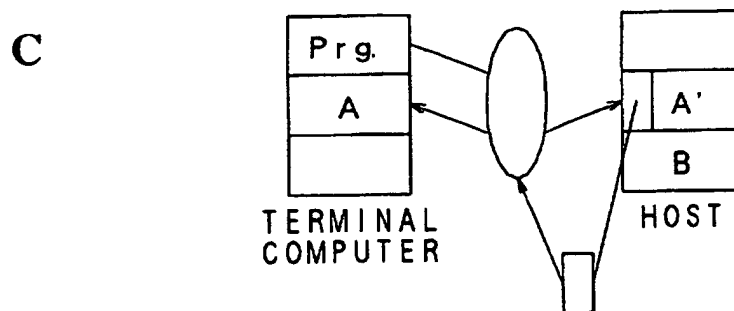 C
Prg.
A
A'
B
TERMINAL
COMPUTER
HOST